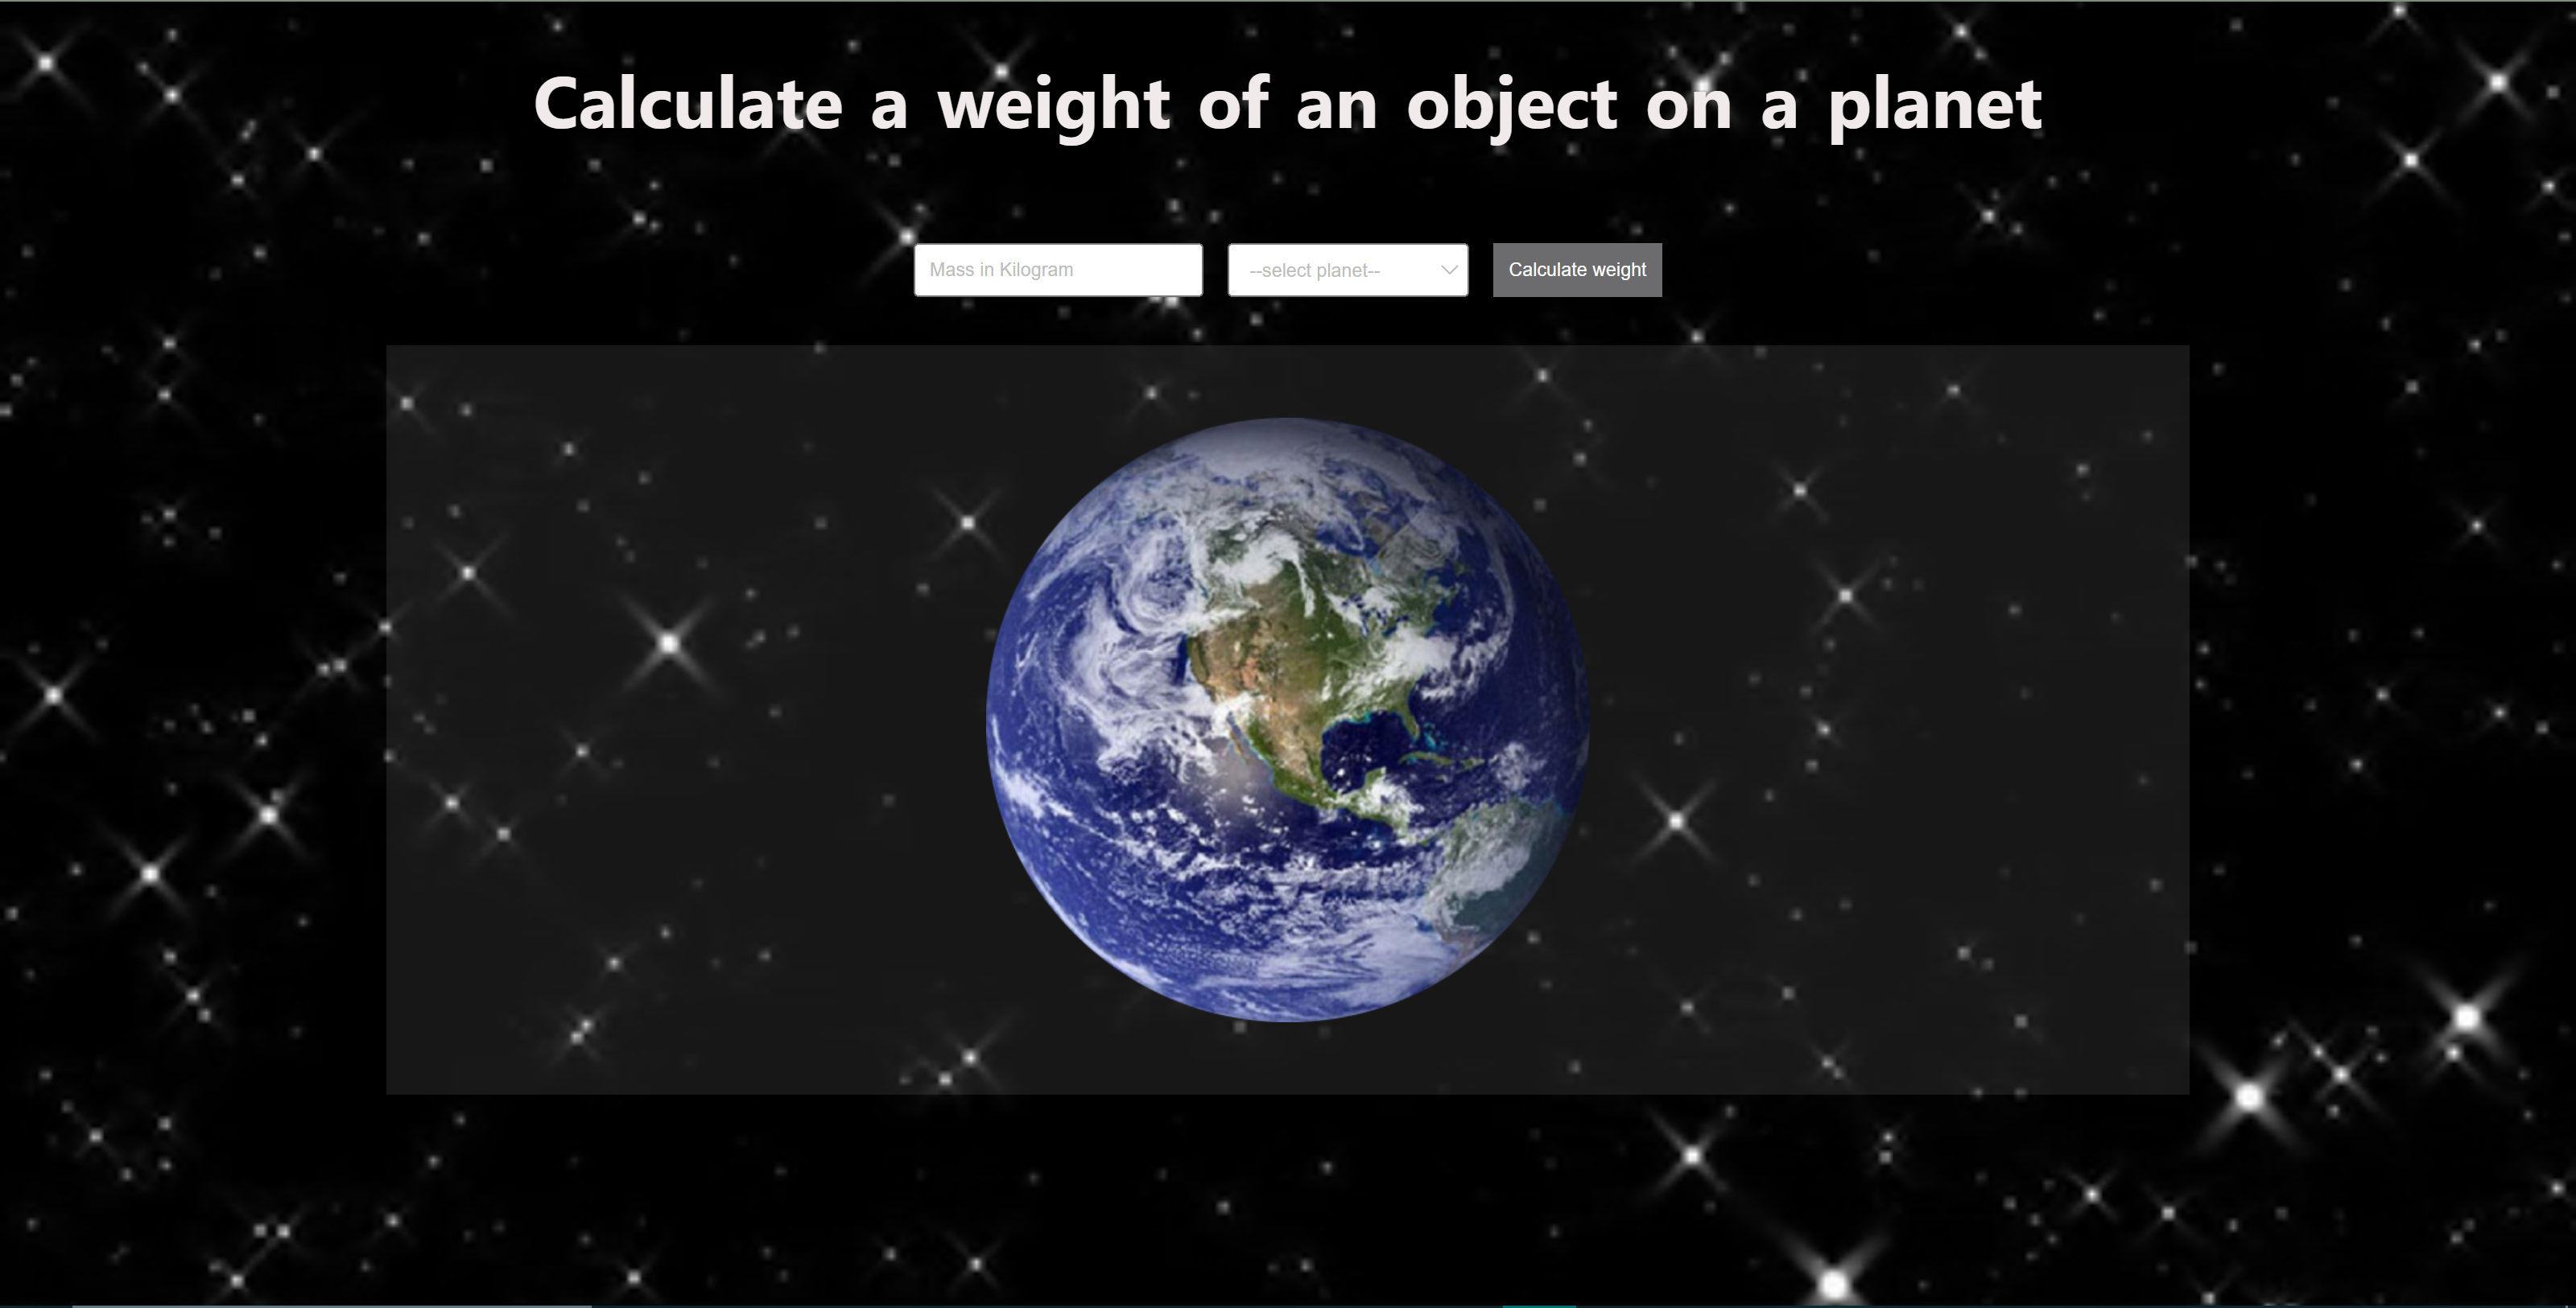 Calculate a weight of an object on a planet
Mass in Kilogram
--select planet--
Calculate weight